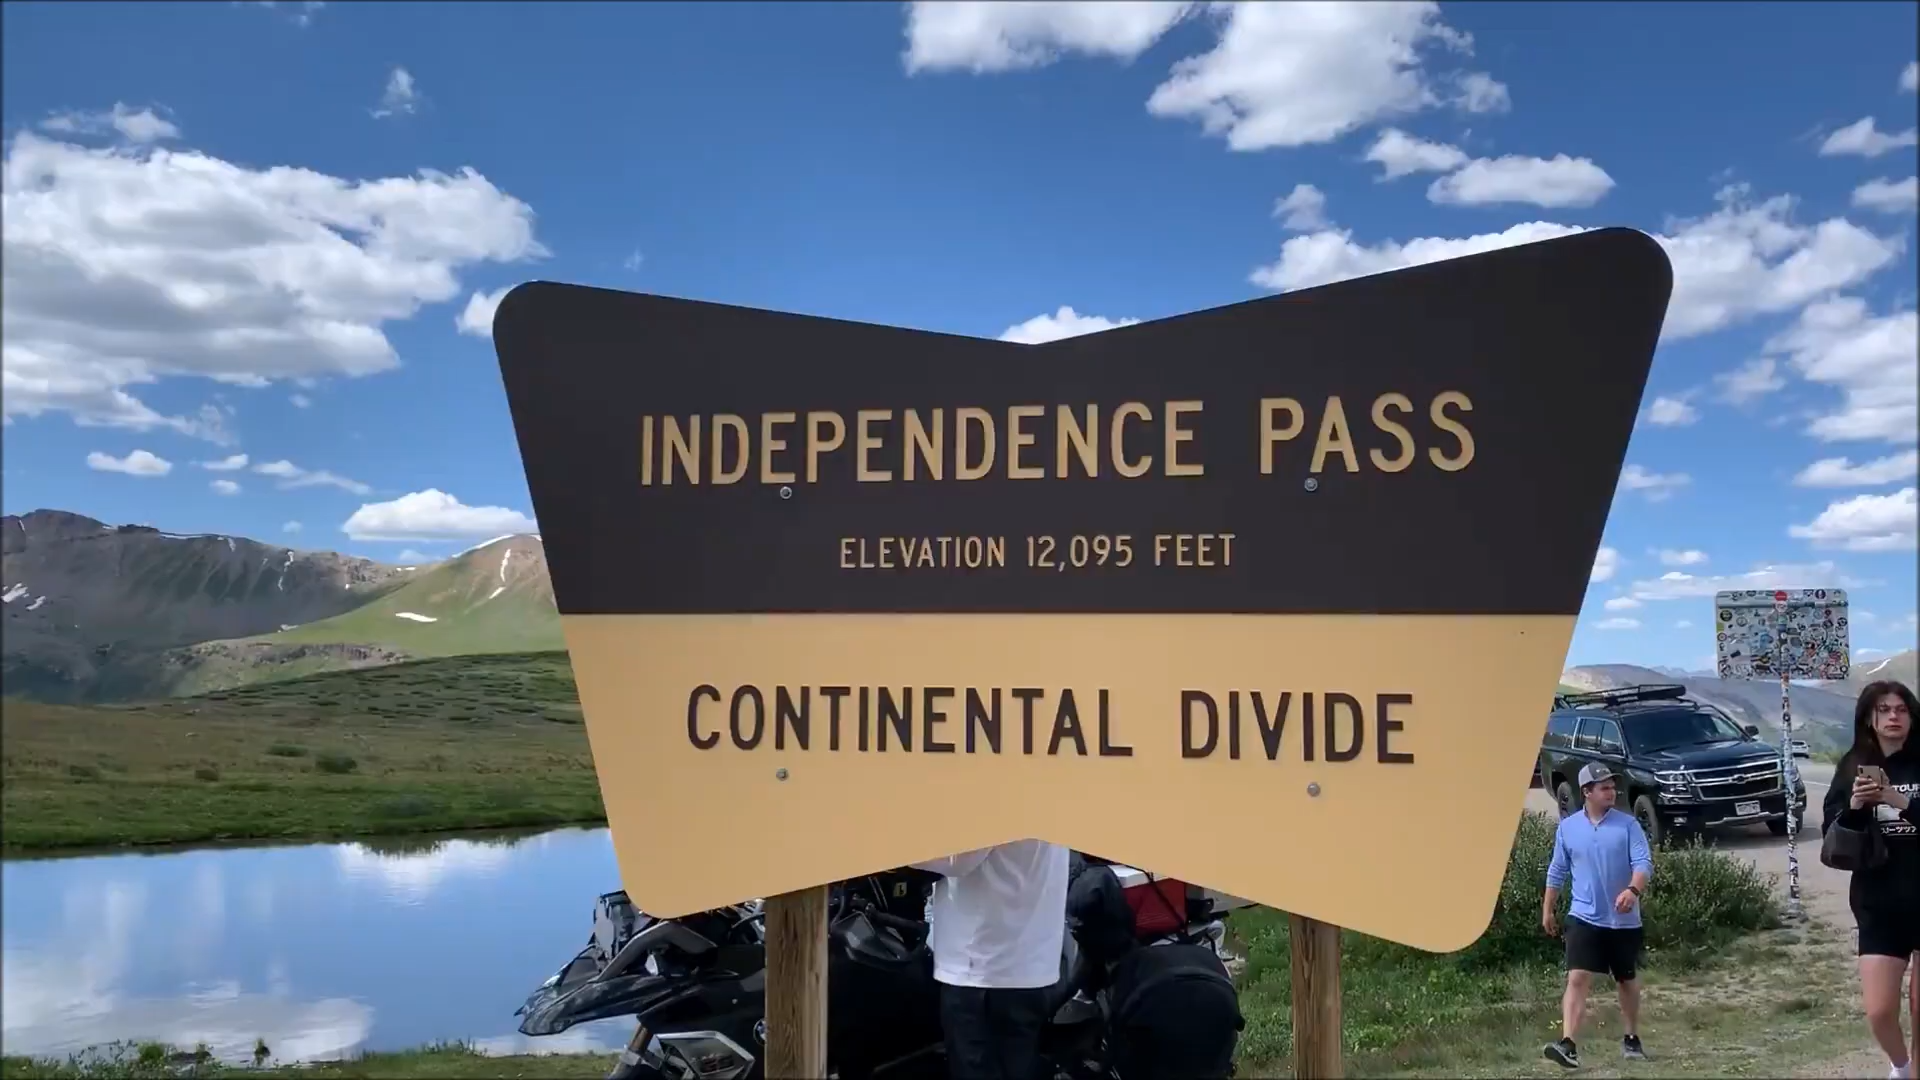 INDEPENDENCE PASS
ELEVATION 12,095 FEET
CONTINENTAL DIVIDE